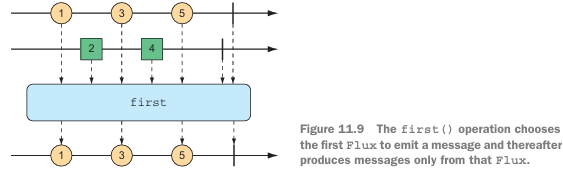 1 3 5
2 4
first
1 3 5
Figure 11.9 The first() operation chooses
the first Flux to emit a message and thereafter
produces messages only from that Flux.